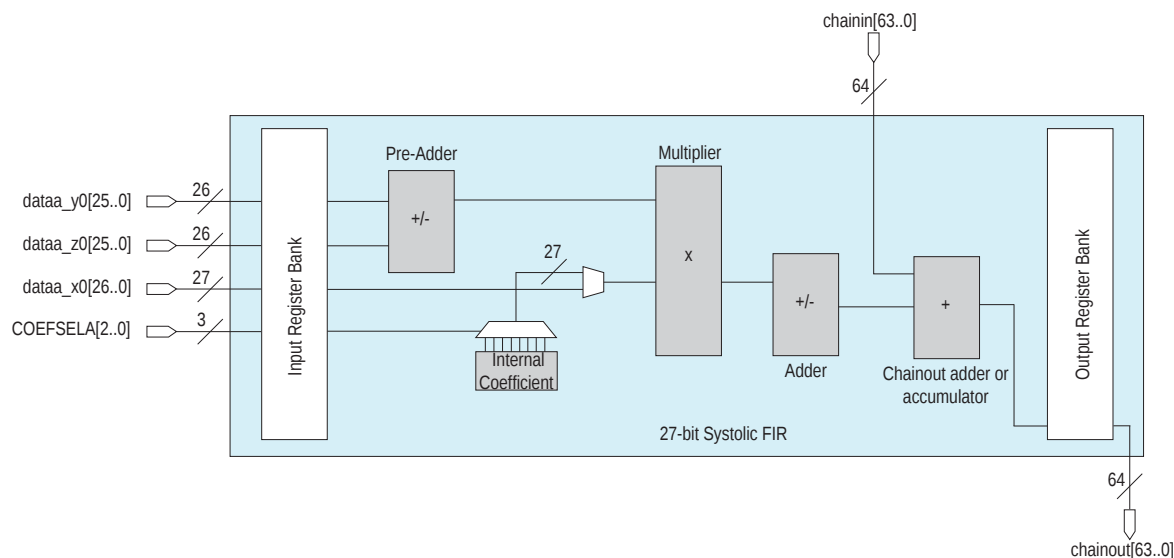 chainin[63..0]
64
Pre-Adder
Multiplier
dataa_y0[25..0]
26
+/-
dataa_z0[25..0]
26
dataa_x0[26..0]
27
27
x
COEFSELA[2..0]
3
Input Register Bank
Internal
Coefficient
+/-
Adder
+
Chainout adder or
accumulator
Output Register Bank
27-bit Systolic FIR
64
chainout[63..0]